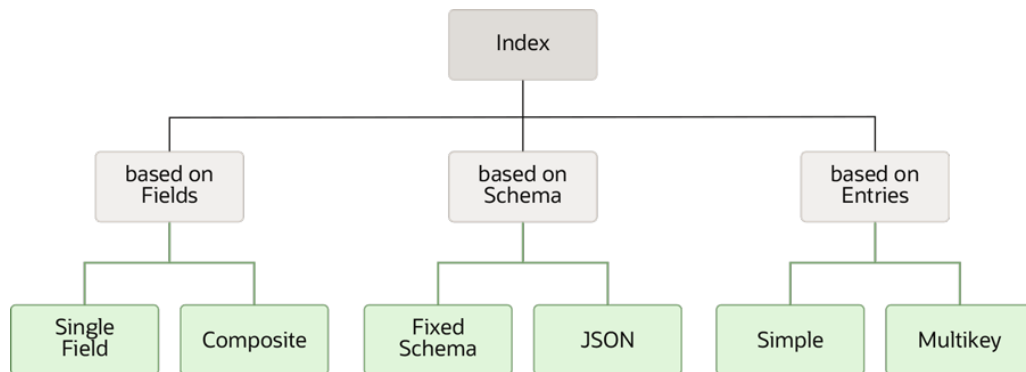 Index
based on
Fields
based on
Schema
based on
Entries
Single
Field
Composite
Fixed
Schema
JSON
Simple
Multikey